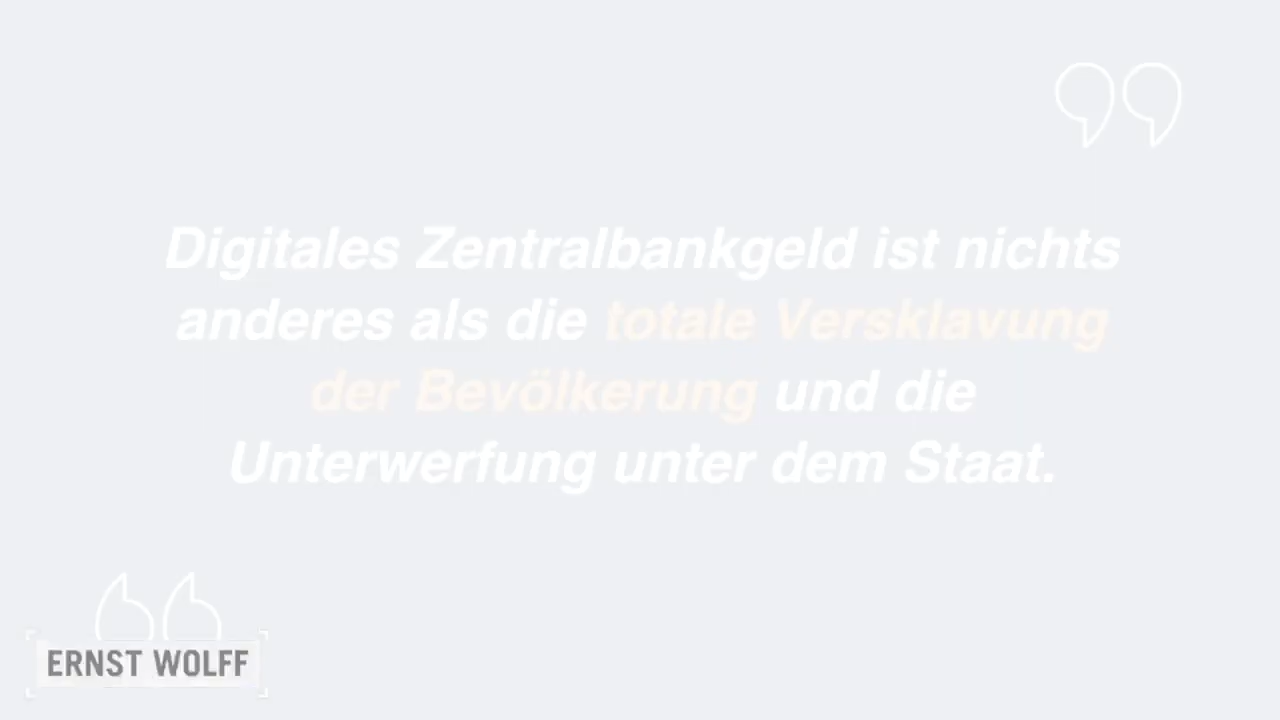 Digitales Zentralbankgeld ist nichts
anderes als die totale Versklavung
der Bevölkerung und die
Unterwerfung unter dem Staat.
ERNST WOLFF